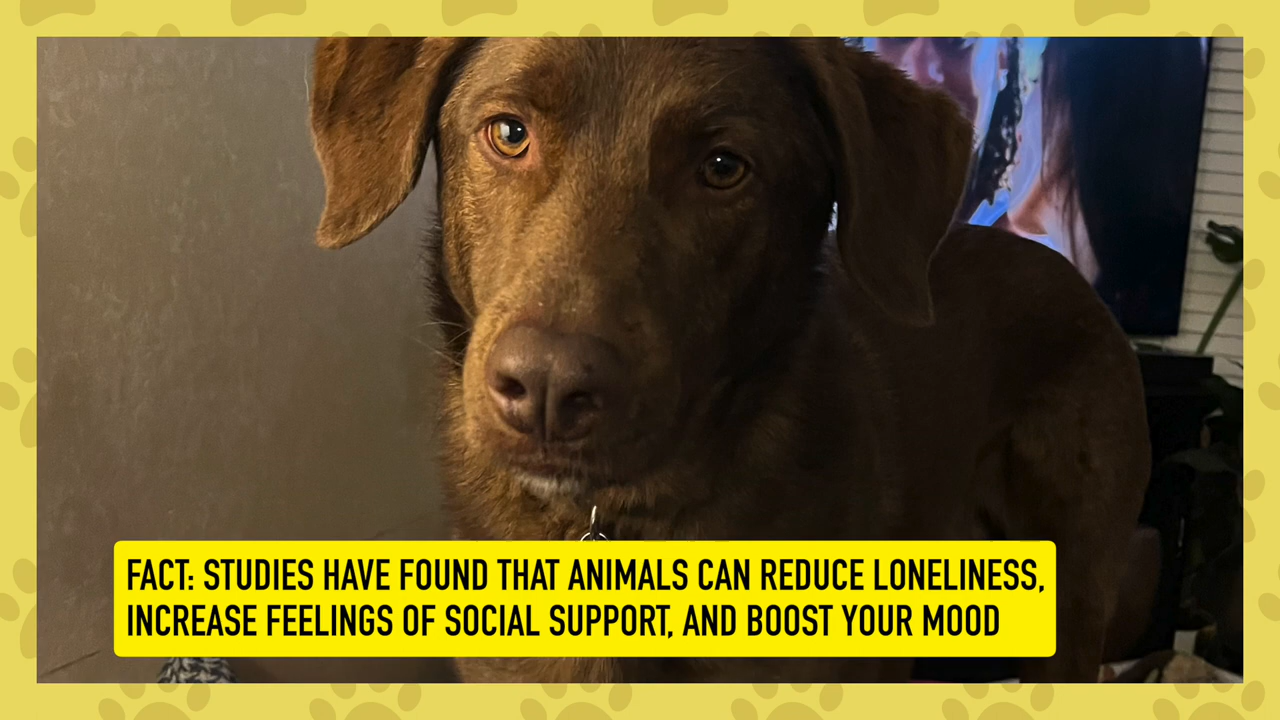 FACT: STUDIES HAVE FOUND THAT ANIMALS CAN REDUCE LONELINESS,
INCREASE FEELINGS OF SOCIAL SUPPORT, AND BOOST YOUR MOOD